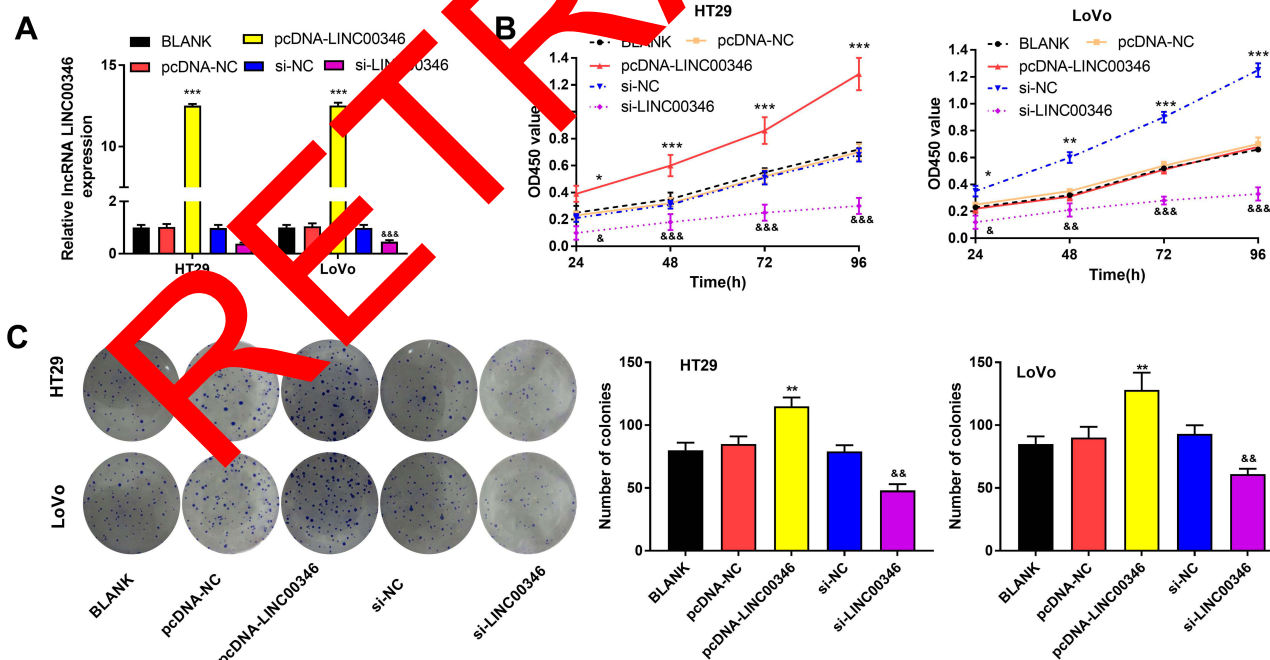 A
BLANK
pcDNA-LINC00346
pcDNA-NC
si-NC
si-LINC00346
Relative lncRNA LINC00346
expression
15
10
2
1
0
***
***
&&&
HT29
LoVo
B
HT29
BLANK
pcDNA-NC
pcDNA-LINC00346
si-NC
si-LINC00346
OD450 value
1.4
1.2
0.8
0.6
0.4
0.2
0.0
*
***
***
***
&
&&&
&&&
&&&
24
48
72
96
Time(h)
LoVo
BLANK
pcDNA-NC
pcDNA-LINC00346
si-NC
si-LINC00346
OD450 value
1.4
1.2
1.0
0.8
0.6
0.4
0.2
0.0
*
**
***
***
&
&&
&&&
&&&
24
48
72
96
Time(h)
C
HT29
LoVo
BLANK
pcDNA-NC
pcDNA-LINC00346
si-NC
si-LINC00346
HT29
Number of colonies
150
100
50
0
**
&&
BLANK
pcDNA-NC
pcDNA-LINC00346
si-NC
si-LINC00346
LoVo
Number of colonies
150
100
50
0
**
&&
BLANK
pcDNA-NC
pcDNA-LINC00346
si-NC
si-LINC00346
RETR